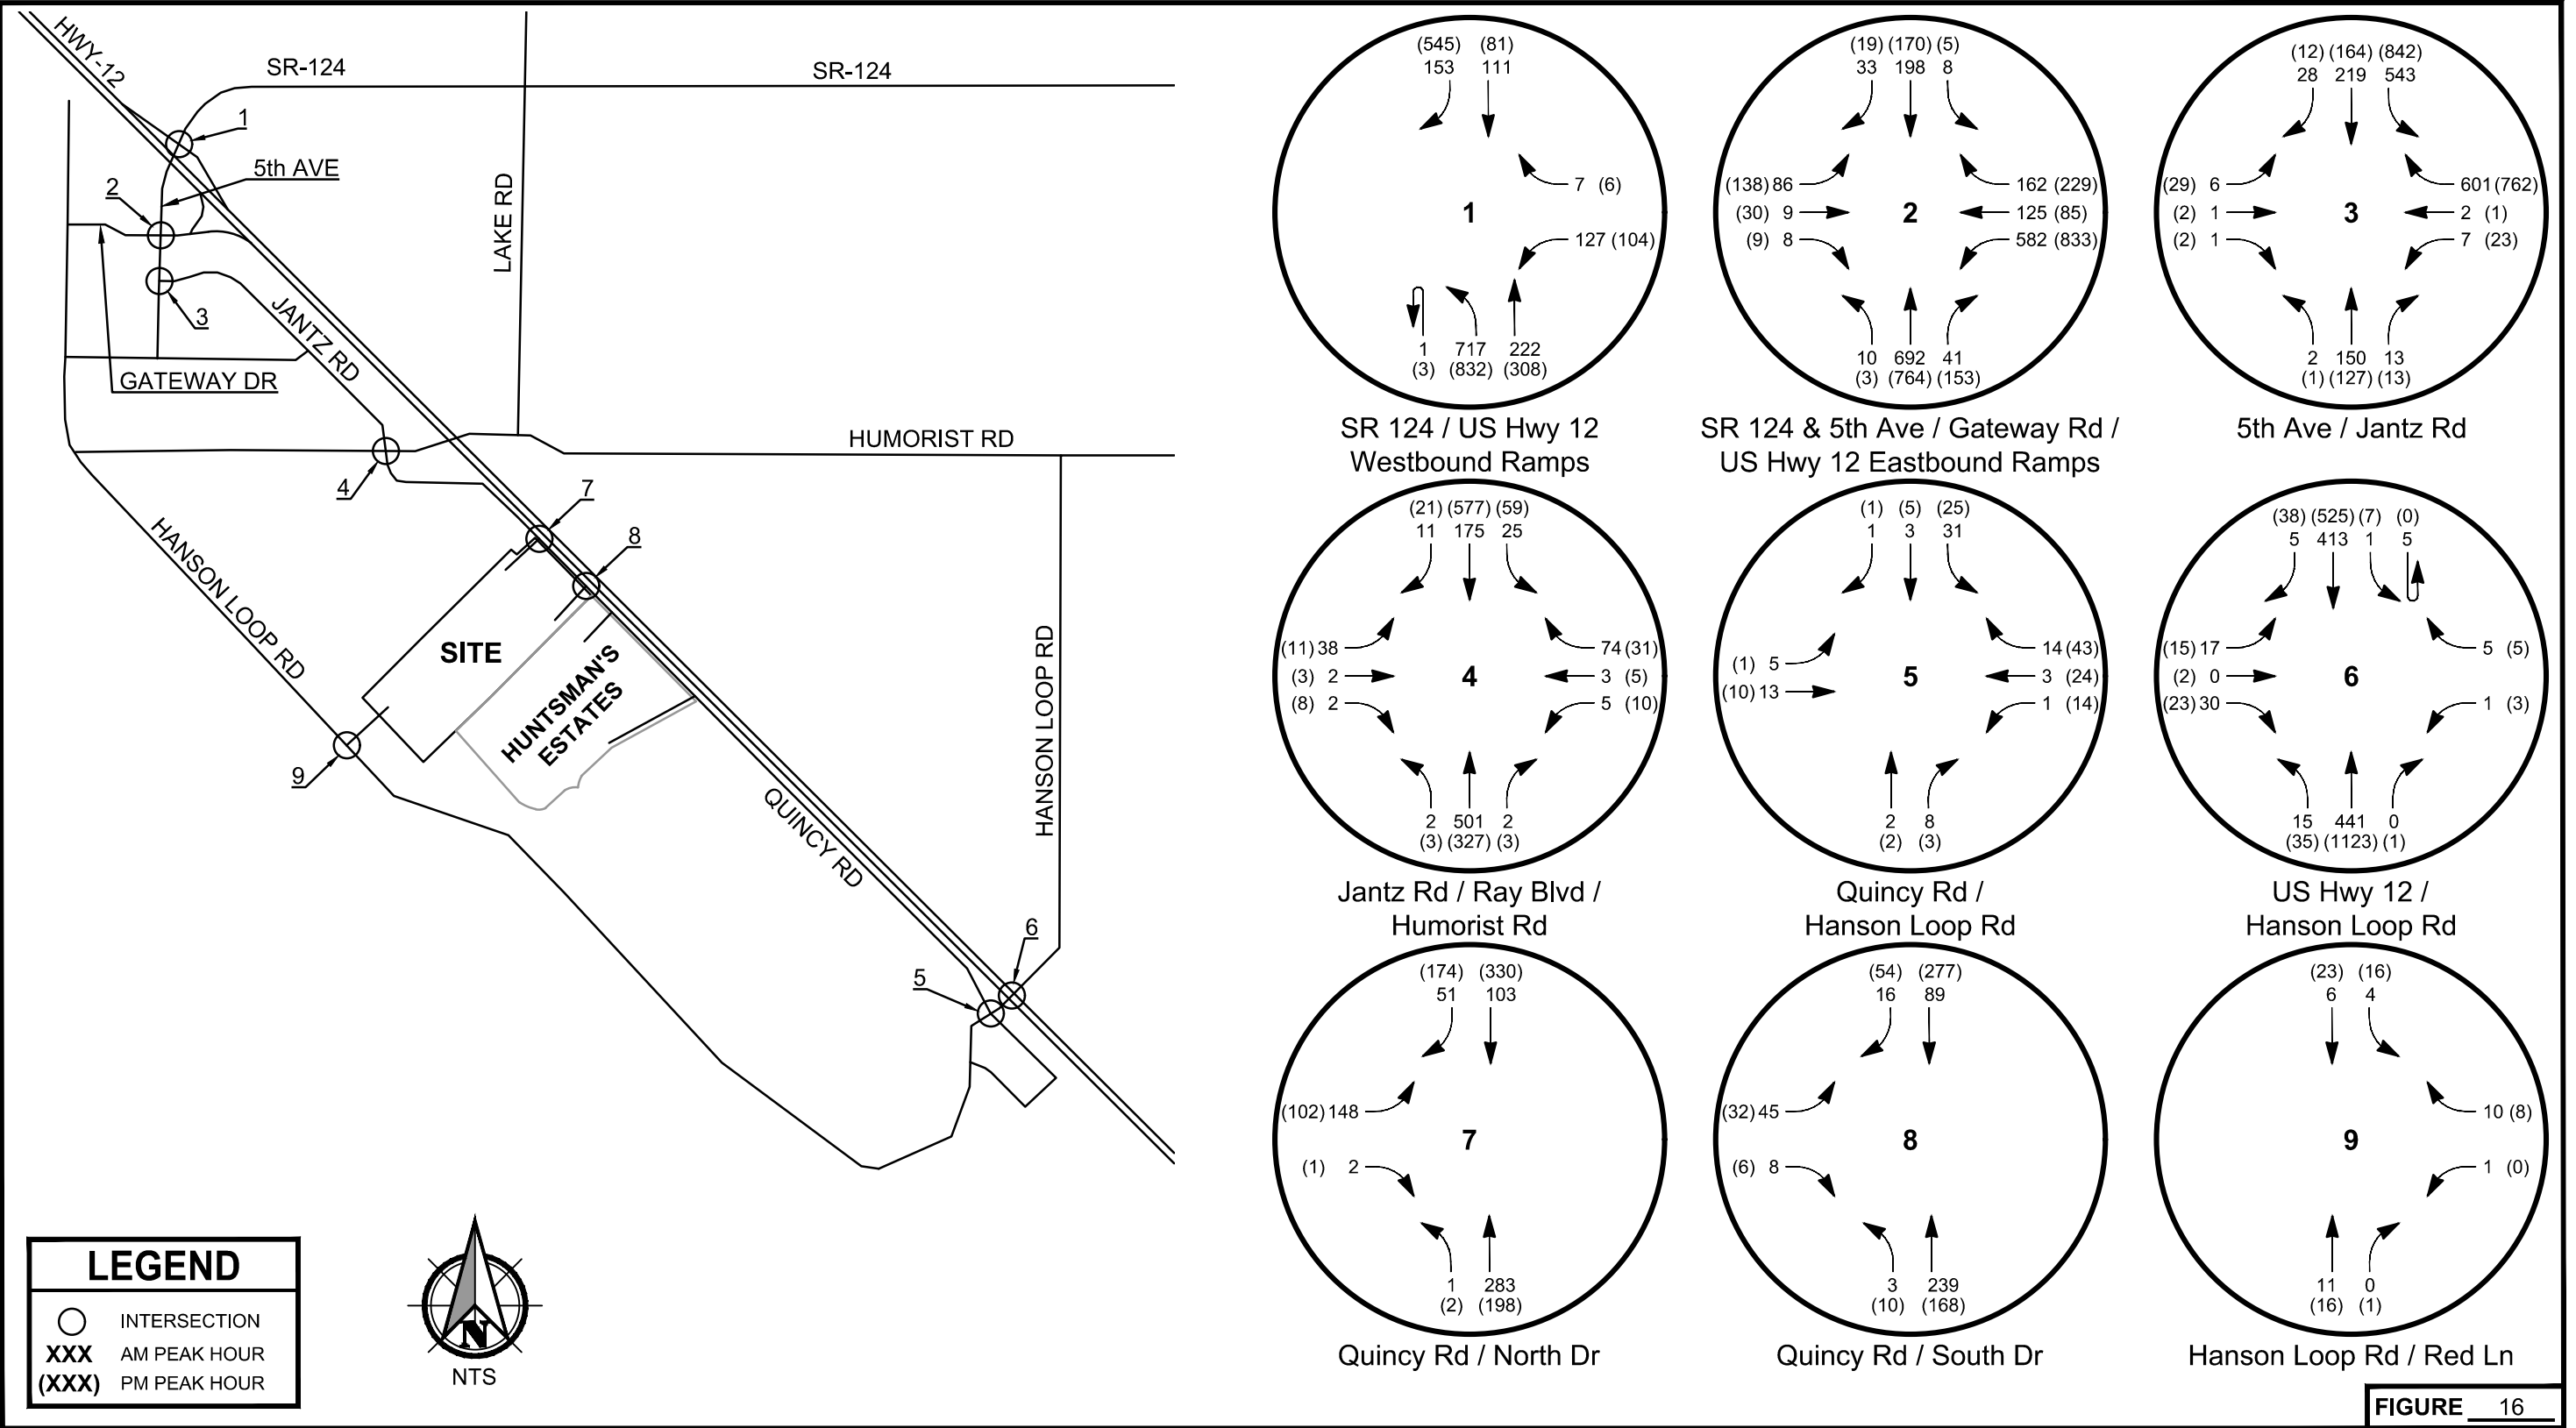 HWY-12
SR-124
SR-124
1
5th AVE
2
LAKE RD
3
JANTZ RD
GATEWAY DR
HUMORIST RD
4
7
8
HANSON LOOP RD
SITE
HUNTSMAN'S
ESTATES
HANSON LOOP RD
9
QUINCY RD
6
5
LEGEND
INTERSECTION
XXX AM PEAK HOUR
(XXX) PM PEAK HOUR
N
NTS
(545) (81)
153 111
7 (6)
1
127 (104)
1 717 222
(3) (832) (308)
SR 124 / US Hwy 12
Westbound Ramps
(19) (170) (5)
33 198 8
(138) 86 162 (229)
(30) 9 2 125 (85)
(9) 8 582 (833)
10 692 41
(3) (764) (153)
SR 124 & 5th Ave / Gateway Rd /
US Hwy 12 Eastbound Ramps
(12) (164) (842)
28 219 543
(29) 6 601 (762)
(2) 1 3 2 (1)
(2) 1 7 (23)
2 150 13
(1) (127) (13)
5th Ave / Jantz Rd
(21) (577) (59)
11 175 25
(11) 38 74 (31)
(3) 2 4 3 (5)
(8) 2 5 (10)
2 501 2
(3) (327) (3)
Jantz Rd / Ray Blvd /
Humorist Rd
(1) (5) (25)
1 3 31
14 (43)
(1) 5 5 3 (24)
(10) 13 1 (14)
2 8
(2) (3)
Quincy Rd /
Hanson Loop Rd
(38) (525) (7) (0)
5 413 1 5
(15) 17 5 (5)
(2) 0 6
(23) 30 1 (3)
15 441 0
(35) (1123) (1)
US Hwy 12 /
Hanson Loop Rd
(174) (330)
51 103
(102) 148
7
(1) 2
1 283
(2) (198)
Quincy Rd / North Dr
(54) (277)
16 89
(32) 45
8
(6) 8
3 239
(10) (168)
Quincy Rd / South Dr
(23) (16)
6 4
10 (8)
9
1 (0)
11 0
(16) (1)
Hanson Loop Rd / Red Ln
FIGURE 16